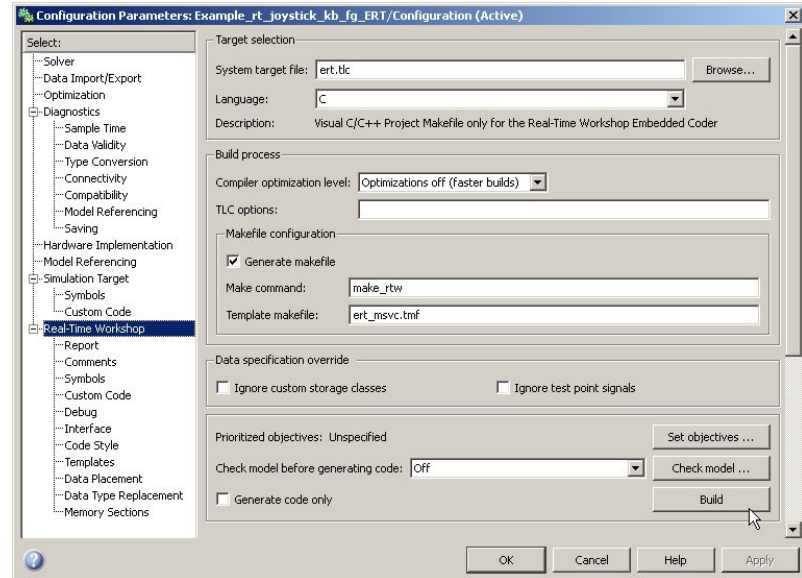 Configuration Parameters: Example_rt_joystick_kb_fg_ERT/Configuration (Active)
Select:
Solver
Data Import/Export
Optimization
Diagnostics
Sample Time
Data Validity
Type Conversion
Connectivity
Compatibility
Model Referencing
Saving
Hardware Implementation
Model Referencing
Simulation Target
Symbols
Custom Code
Real-Time Workshop
Report
Comments
Symbols
Custom Code
Debug
Interface
Code Style
Templates
Data Placement
Data Type Replacement
Memory Sections
Target selection
System target file: ert.tlc Browse...
Language: C
Description: Visual C/C++ Project Makefile only for the Real-Time Workshop Embedded Coder
Build process
Compiler optimization level: Optimizations off (faster builds)
TLC options:
Makefile configuration
Generate makefile
Make command: make_rtw
Template makefile: ert_msvc.tmf
Data specification override
Ignore custom storage classes Ignore test point signals
Prioritized objectives: Unspecified Set objectives ...
Check model before generating code: Off Check model ...
Generate code only Build
OK Cancel Help Apply